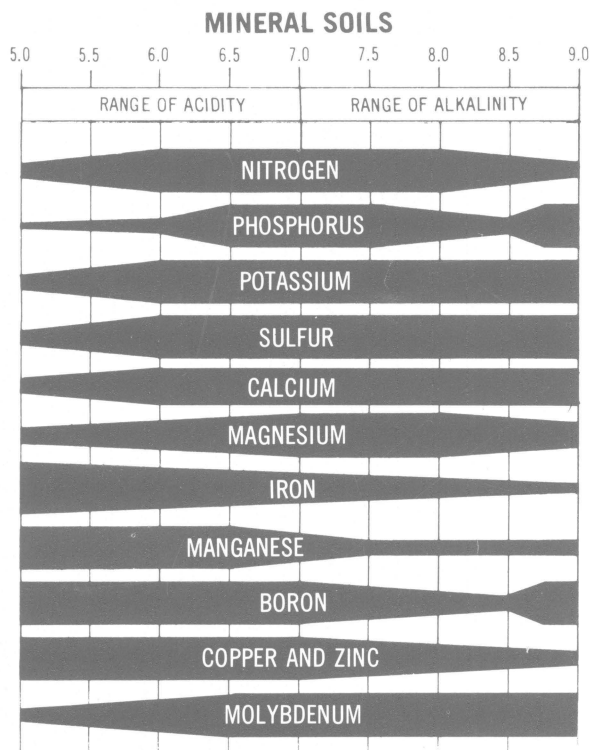 MINERAL SOILS
5.0 5.5 6.0 6.5 7.0 7.5 8.0 8.5 9.0
RANGE OF ACIDITY RANGE OF ALKALINITY
NITROGEN
PHOSPHORUS
POTASSIUM
SULFUR
CALCIUM
MAGNESIUM
IRON
MANGANESE
BORON
COPPER AND ZINC
MOLYBDENUM